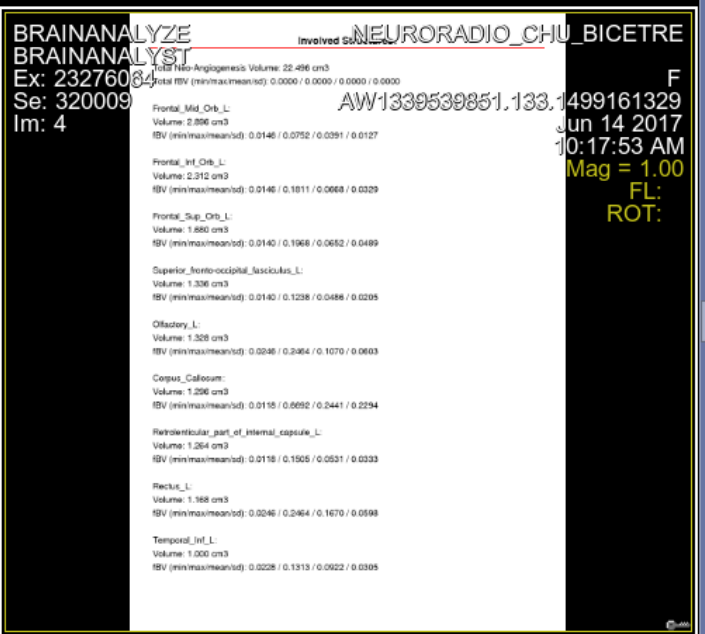 BRAINANALYZE
BRAINANALYST
Ex: 23276064
Se: 320009
Im: 4
NEURORADIO_CHU_BICETRE
F
AW1339539851.133.1499161329
Jun 14 2017
10:17:53 AM
Mag = 1.00
FL:
ROT:
Involved Structures:
Total Neo-Angiogenesis Volume: 22.496 cm3
Total fBV (min/max/mean/sd): 0.0000 / 0.0000 / 0.0000 / 0.0000
Frontal_Mid_Orb_L:
Volume: 2.896 cm3
fBV (min/max/mean/sd): 0.0146 / 0.0752 / 0.0391 / 0.0127
Frontal_Inf_Orb_L:
Volume: 2.312 cm3
fBV (min/max/mean/sd): 0.0146 / 0.1811 / 0.0668 / 0.0329
Frontal_Sup_Orb_L:
Volume: 1.680 cm3
fBV (min/max/mean/sd): 0.0140 / 0.1968 / 0.0652 / 0.0489
Superior_fronto-occipital_fasciculus_L:
Volume: 1.336 cm3
fBV (min/max/mean/sd): 0.0140 / 0.1238 / 0.0486 / 0.0205
Olfactory_L:
Volume: 1.328 cm3
fBV (min/max/mean/sd): 0.0246 / 0.2464 / 0.1070 / 0.0603
Corpus_Callosum:
Volume: 1.296 cm3
fBV (min/max/mean/sd): 0.0118 / 0.6692 / 0.2441 / 0.2294
Retrolenticular_part_of_internal_capsule_L:
Volume: 1.264 cm3
fBV (min/max/mean/sd): 0.0118 / 0.1505 / 0.0531 / 0.0333
Rectus_L:
Volume: 1.168 cm3
fBV (min/max/mean/sd): 0.0246 / 0.2464 / 0.1670 / 0.0598
Temporal_Inf_L:
Volume: 1.000 cm3
fBV (min/max/mean/sd): 0.0228 / 0.1313 / 0.0922 / 0.0305